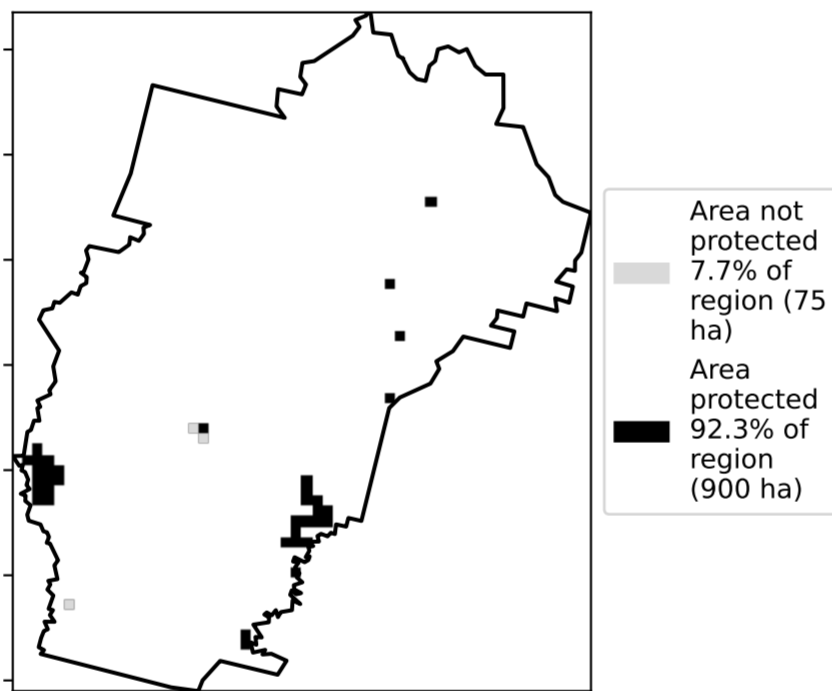 Area not
protected
7.7% of
region (75
ha)
Area
protected
92.3% of
region
(900 ha)